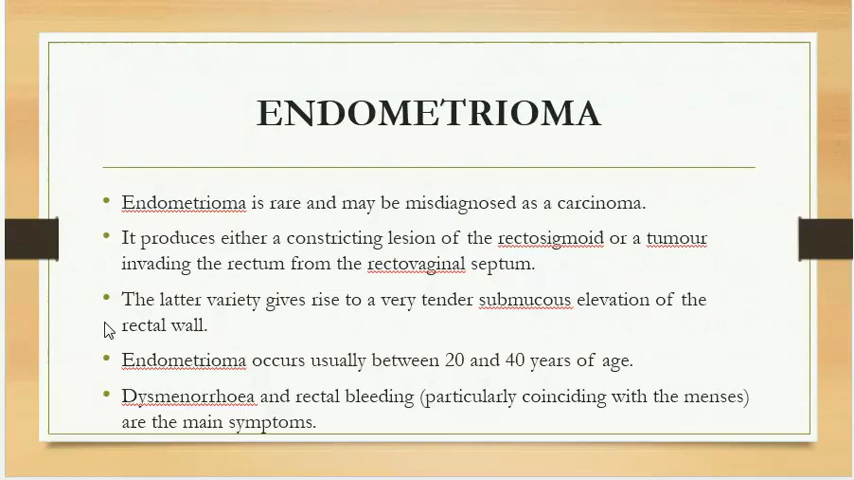 ENDOMETRIOMA
• Endometrioma is rare and may be misdiagnosed as a carcinoma.
• It produces either a constricting lesion of the rectosigmoid or a tumour
invading the rectum from the rectovaginal septum.
• The latter variety gives rise to a very tender submucous elevation of the
rectal wall.
• Endometrioma occurs usually between 20 and 40 years of age.
• Dysmenorrhoea and rectal bleeding (particularly coinciding with the menses)
are the main symptoms.